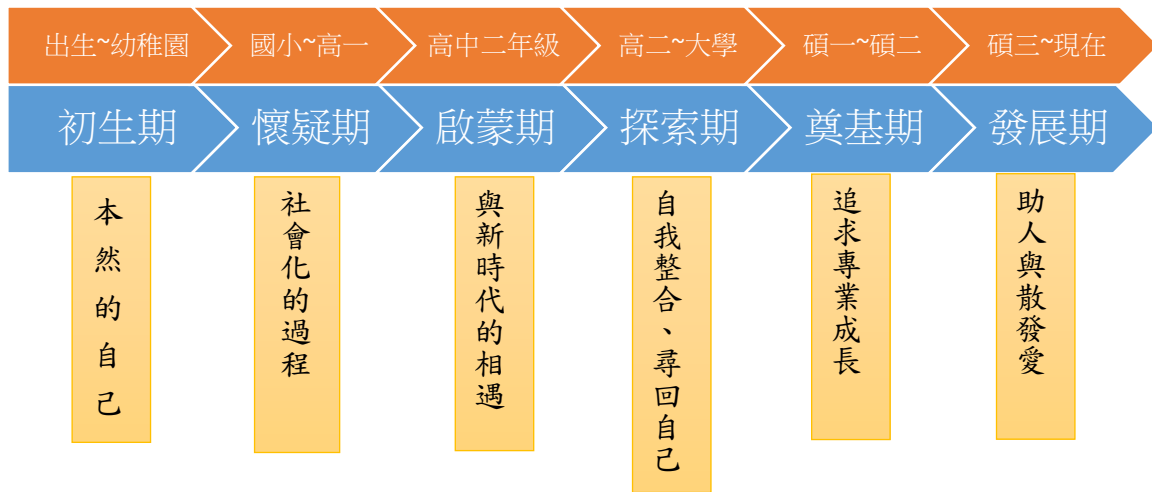 出生~幼稚園
國小~高一
高中二年級
高二~大學
碩一~碩二
碩三~現在
初生期
懷疑期
啟蒙期
探索期
奠基期
發展期
本然的自己
社會化的過程
與新時代的相遇
自我整合、尋回自己
追求專業成長
助人與散發愛